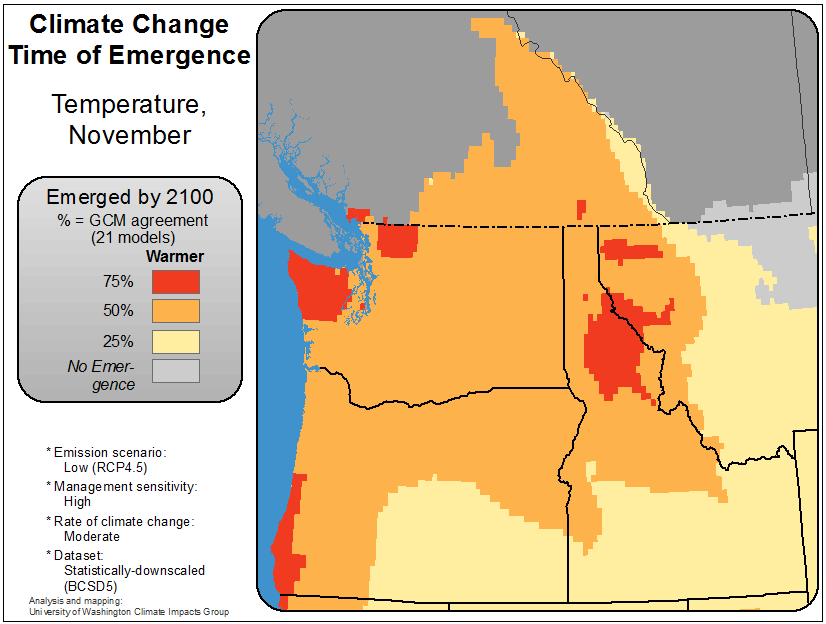 Climate Change
Time of Emergence
Temperature,
November
Emerged by 2100
% = GCM agreement
(21 models)
Warmer
75%
50%
25%
No Emer-
gence
* Emission scenario:
Low (RCP4.5)
* Management sensitivity:
High
* Rate of climate change:
Moderate
* Dataset:
Statistically-downscaled
(BCSD5)
Analysis and mapping:
University of Washington Climate Impacts Group